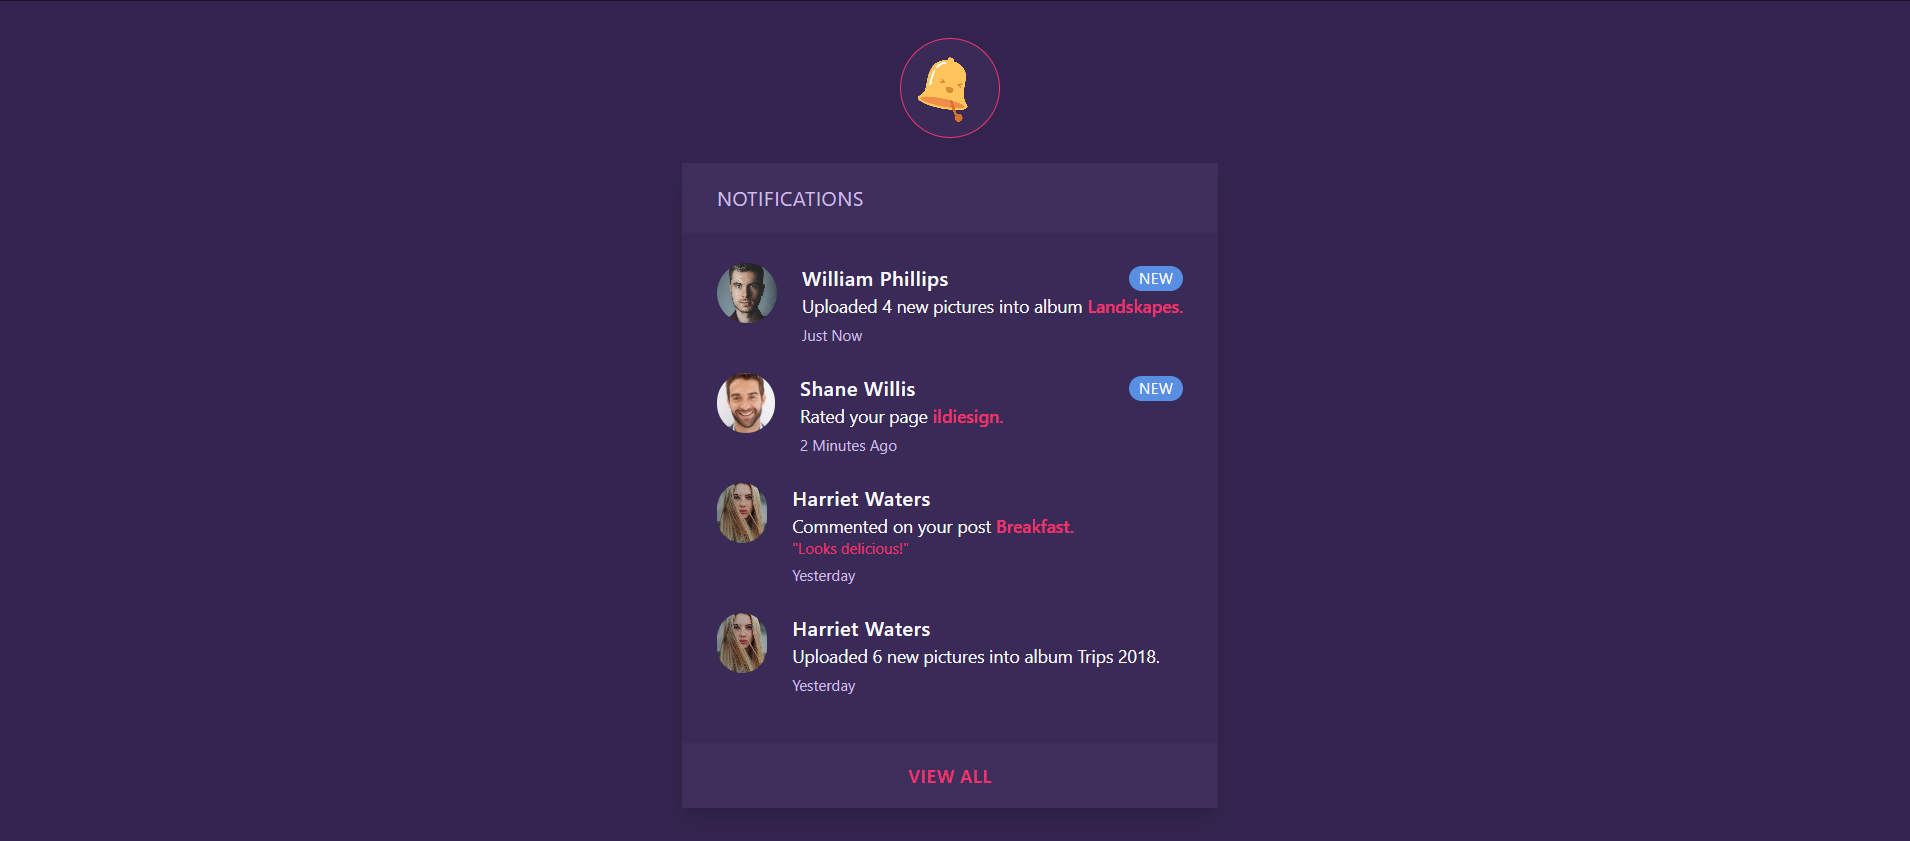 NOTIFICATIONS
William Phillips NEW
Uploaded 4 new pictures into album Landskapes.
Just Now
Shane Willis NEW
Rated your page ildiesign.
2 Minutes Ago
Harriet Waters
Commented on your post Breakfast.
"Looks delicious!"
Yesterday
Harriet Waters
Uploaded 6 new pictures into album Trips 2018.
Yesterday
VIEW ALL